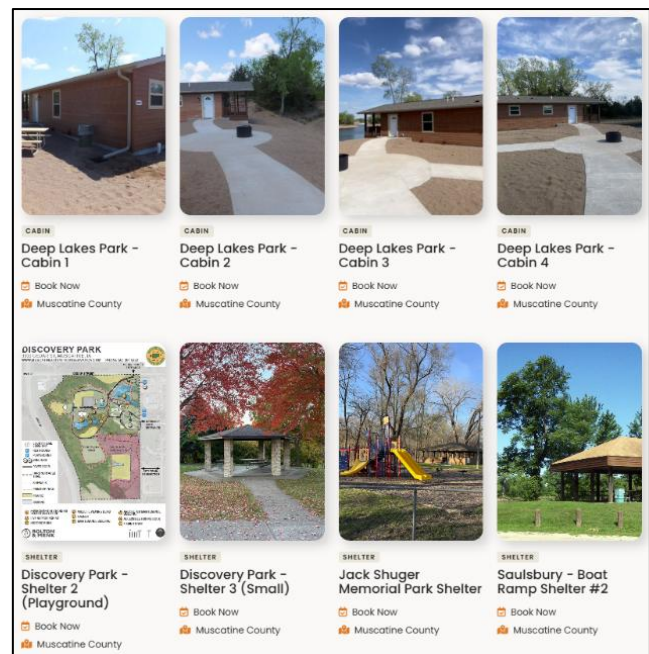 CABIN
Deep Lakes Park -
Cabin 1
Book Now
Muscatine County
CABIN
Deep Lakes Park -
Cabin 2
Book Now
Muscatine County
CABIN
Deep Lakes Park -
Cabin 3
Book Now
Muscatine County
CABIN
Deep Lakes Park -
Cabin 4
Book Now
Muscatine County
DISCOVERY PARK
BOLTON
& MENK
SHELTER
Discovery Park -
Shelter 2
(Playground)
Book Now
Muscatine County
SHELTER
Discovery Park -
Shelter 3 (Small)
Book Now
Muscatine County
SHELTER
Jack Shuger
Memorial Park Shelter
Book Now
Muscatine County
SHELTER
Saulsbury - Boat
Ramp Shelter #2
Book Now
Muscatine County